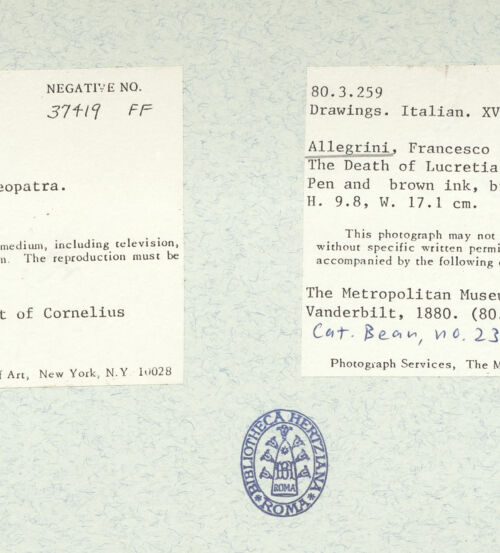 NEGATIVE NO.
37419 FF
eopatra.
medium, including television,
n. The reproduction must be
t of Cornelius
f Art, New York, N.Y 10028
80.3.259
Drawings. Italian. XV
Allegrini, Francesco
The Death of Lucretia
Pen and brown ink, b
H. 9.8, W. 17.1 cm.
This photograph may not
without specific written permi
accompanied by the following
The Metropolitan Museu
Vanderbilt, 1880. (80.
Cat. Bean, no. 23
Photograph Services, The M
BIBLIOTHECA HERTZIANA
ROMA
ROMA